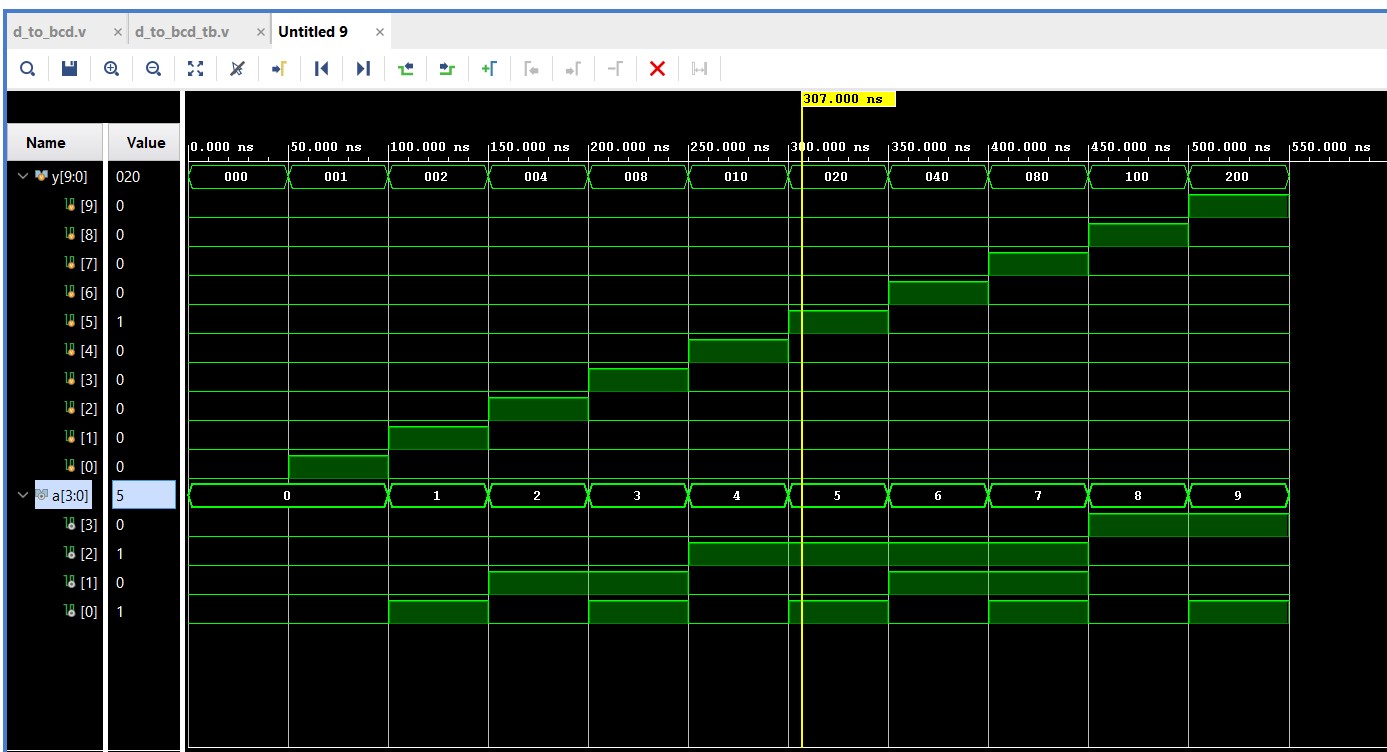 d_to_bcd.v × d_to_bcd_tb.v × Untitled 9 ×
307.000 ns
Name Value 0.000 ns 50.000 ns 100.000 ns 150.000 ns 200.000 ns 250.000 ns 300.000 ns 350.000 ns 400.000 ns 450.000 ns 500.000 ns 550.000 ns
y[9:0] 020 000 001 002 004 008 010 020 040 080 100 200
[9] 0
[8] 0
[7] 0
[6] 0
[5] 1
[4] 0
[3] 0
[2] 0
[1] 0
[0] 0
a[3:0] 5 0 1 2 3 4 5 6 7 8 9
[3] 0
[2] 1
[1] 0
[0] 1